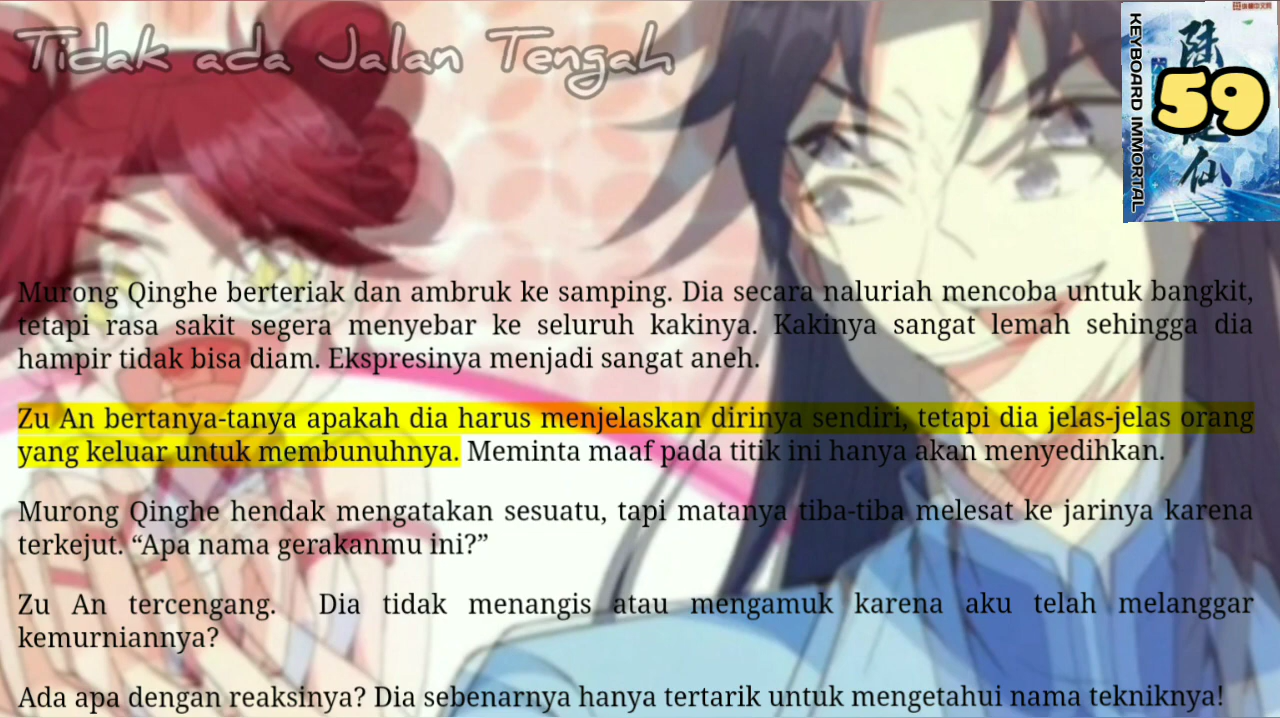 Tidak ada Jalan Tengah
KEYBOARD IMMORTAL
59
Murong Qinghe berteriak dan ambruk ke samping. Dia secara naluriah mencoba untuk bangkit,
tetapi rasa sakit segera menyebar ke seluruh kakinya. Kakinya sangat lemah sehingga dia
hampir tidak bisa diam. Ekspresinya menjadi sangat aneh.
Zu An bertanya-tanya apakah dia harus menjelaskan dirinya sendiri, tetapi dia jelas-jelas orang
yang keluar untuk membunuhnya. Meminta maaf pada titik ini hanya akan menyedihkan.
Murong Qinghe hendak mengatakan sesuatu, tapi matanya tiba-tiba melesat ke jarinya karena
terkejut. “Apa nama gerakanmu ini?”
Zu An tercengang. Dia tidak menangis atau mengamuk karena aku telah melanggar
kemurniannya?
Ada apa dengan reaksinya? Dia sebenarnya hanya tertarik untuk mengetahui nama tekniknya!